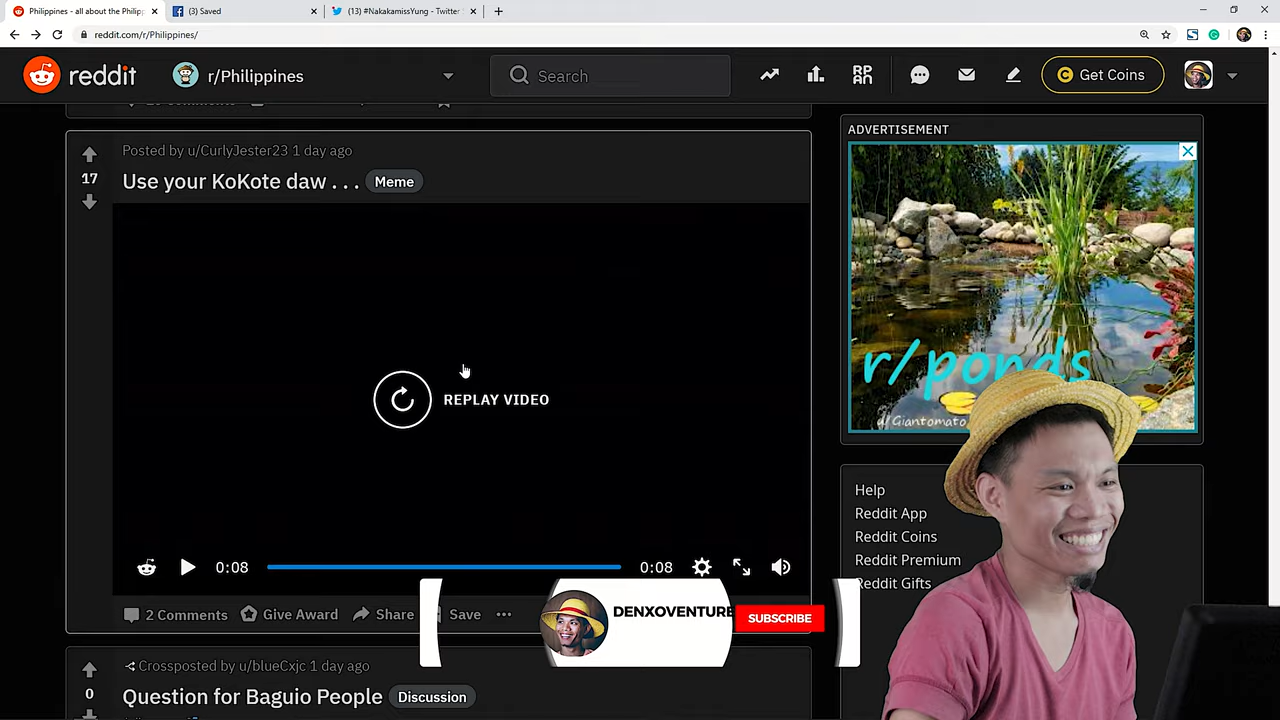 Philippines - all about the Philipp
(3) Saved
(13) #NakakamissYung - Twitter
reddit.com/r/Philippines/
reddit
r/Philippines
Search
Get Coins
ADVERTISEMENT
Posted by u/CurlyJester23 1 day ago
17
Use your KoKote daw . . .
Meme
r/ponds
REPLAY VIDEO
0:08
0:08
Help
Reddit App
Reddit Coins
Reddit Premium
Reddit Gifts
2 Comments
Give Award
Share
Save
DENXOVENTURE
SUBSCRIBE
Crossposted by u/blueCxjc 1 day ago
0
Question for Baguio People
Discussion